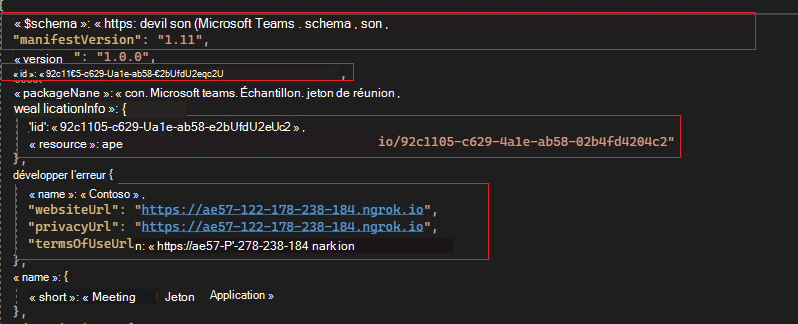 {
« $schema »: « https: devil son (Microsoft Teams . schema , son ,
"manifestVersion": "1.11",
« version ": "1.0.0",
« id »: « 92c11€5-c629-Ua1e-ab58-€2bUfdU2eqc2U ,
« packageNane »: « con. Microsoft teams. Échantillon. jeton de réunion ,
weal licationInfo »: {
'lid': « 92c1105-c629-Ua1e-ab58-e2bUfdU2eUc2 » ,
« resource »: ape io/92c1105-c629-4a1e-ab58-02b4fd4204c2"
},
développer l'erreur {
« name »: « Contoso » ,
"websiteUrl": "https://ae57-122-178-238-184.ngrok.io",
"privacyUrl": "https://ae57-122-178-238-184.ngrok.io",
"termsOfUseUrl n: « https://ae57-P'-278-238-184 nark ion
},
« name »: {
« short »: « Meeting Jeton Application »
},